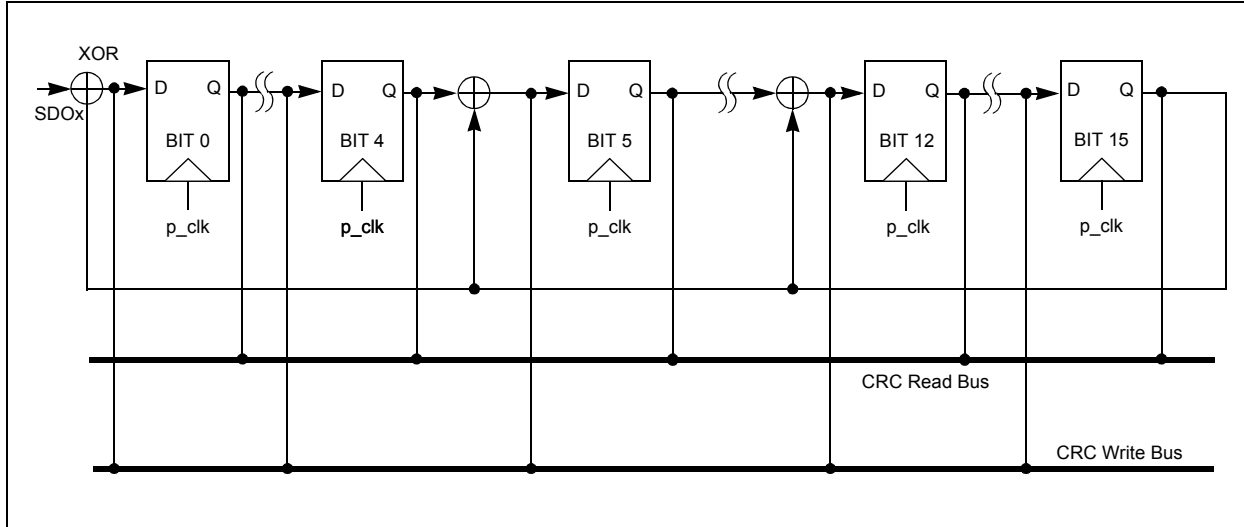 XOR
SDOx
D Q
BIT 0
p_clk
D Q
BIT 4
p_clk
D Q
BIT 5
p_clk
D Q
BIT 12
p_clk
D Q
BIT 15
p_clk
CRC Read Bus
CRC Write Bus